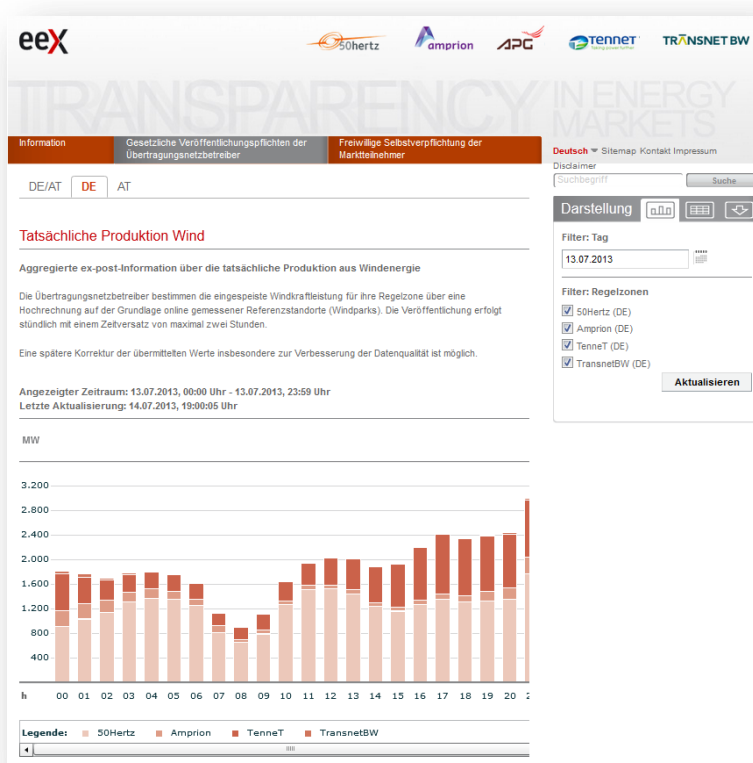 eeX
50hertz
amprion
APG
Tennet
Taking power further
TRANSNET BW
TRANSPARENCY
IN ENERGY
MARKETS
Information
Gesetzliche Veröffentlichungspflichten der
Übertragungsnetzbetreiber
Freiwillige Selbstverpflichtung der
Marktteilnehmer
Deutsch Sitemap Kontakt Impressum
Disclaimer
Suchbegriff Suche
DE/AT DE AT
Darstellung
Filter: Tag
13.07.2013
Filter: Regelzonen
50Hertz (DE)
Amprion (DE)
TenneT (DE)
TransnetBW (DE)
Aktualisieren
Tatsächliche Produktion Wind
Aggregierte ex-post-Information über die tatsächliche Produktion aus Windenergie
Die Übertragungsnetzbetreiber bestimmen die eingespeiste Windkraftleistung für ihre Regelzone über eine
Hochrechnung auf der Grundlage online gemessener Referenzstandorte (Windparks). Die Veröffentlichung erfolgt
stündlich mit einem Zeitversatz von maximal zwei Stunden.
Eine spätere Korrektur der übermittelten Werte insbesondere zur Verbesserung der Datenqualität ist möglich.
Angezeigter Zeitraum: 13.07.2013, 00:00 Uhr - 13.07.2013, 23:59 Uhr
Letzte Aktualisierung: 14.07.2013, 19:00:05 Uhr
MW
3.200
2.800
2.400
2.000
1.600
1.200
800
400
h 00 01 02 03 04 05 06 07 08 09 10 11 12 13 14 15 16 17 18 19 20
Legende: 50Hertz Amprion TenneT TransnetBW